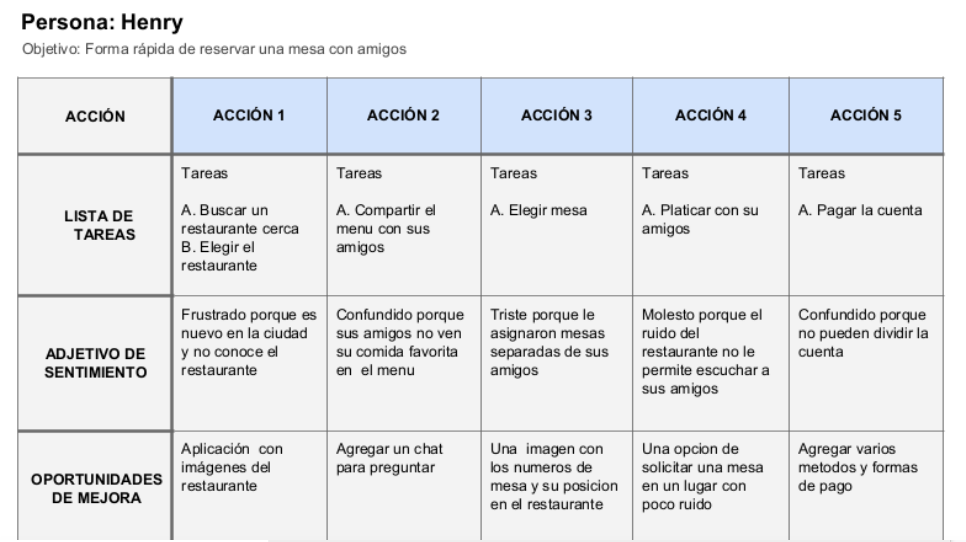 Persona: Henry
Objetivo: Forma rápida de reservar una mesa con amigos
ACCIÓN
ACCIÓN 1
ACCIÓN 2
ACCIÓN 3
ACCIÓN 4
ACCIÓN 5
LISTA DE
TAREAS
Tareas
A. Buscar un
restaurante cerca
B. Elegir el
restaurante
Tareas
A. Compartir el
menu con sus
amigos
Tareas
A. Elegir mesa
Tareas
A. Platicar con su
amigos
Tareas
A. Pagar la cuenta
ADJETIVO DE
SENTIMIENTO
Frustrado porque es
nuevo en la ciudad
y no conoce el
restaurante
Confundido porque
sus amigos no ven
su comida favorita
en el menu
Triste porque le
asignaron mesas
separadas de sus
amigos
Molesto porque el
ruido del
restaurante no le
permite escuchar a
sus amigos
Confundido porque
no pueden dividir la
cuenta
OPORTUNIDADES
DE MEJORA
Aplicación con
imágenes del
restaurante
Agregar un chat
para preguntar
Una imagen con
los numeros de
mesa y su posicion
en el restaurante
Una opcion de
solicitar una mesa
en un lugar con
poco ruido
Agregar varios
metodos y formas
de pago